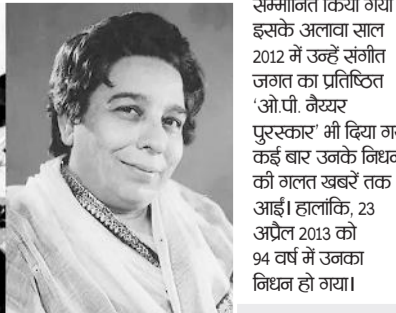 सम्मानित किया गया
इसके अलावा साल
2012 में उन्हें संगीत
जगत का प्रतिष्ठित
‘ओ.पी. नैय्यर
पुरस्कार’ भी दिया
कई बार उनके निधन
की गलत खबरें तक
आईं। हालांकि, 23
अप्रैल 2013 को
94 वर्ष में उनका
निधन हो गया।